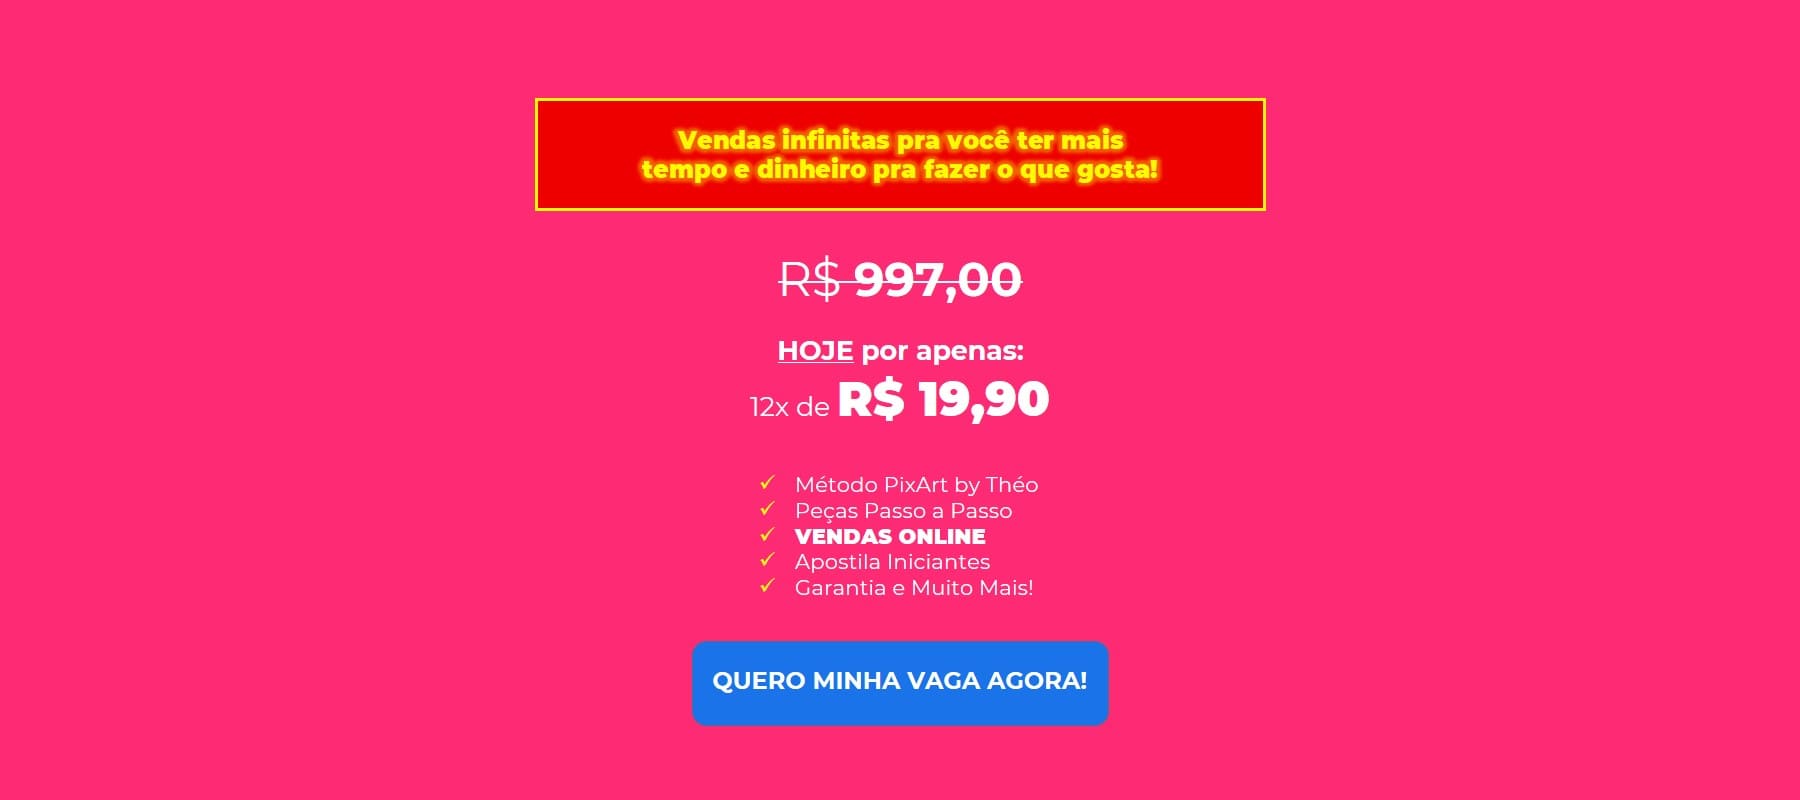 Vendas infinitas pra você ter mais
tempo e dinheiro pra fazer o que gosta!
R$ 997,00
HOJE por apenas:
12x de R$ 19,90
✓ Método PixArt by Théo
✓ Peças Passo a Passo
✓ VENDAS ONLINE
✓ Apostila Iniciantes
✓ Garantia e Muito Mais!
QUERO MINHA VAGA AGORA!